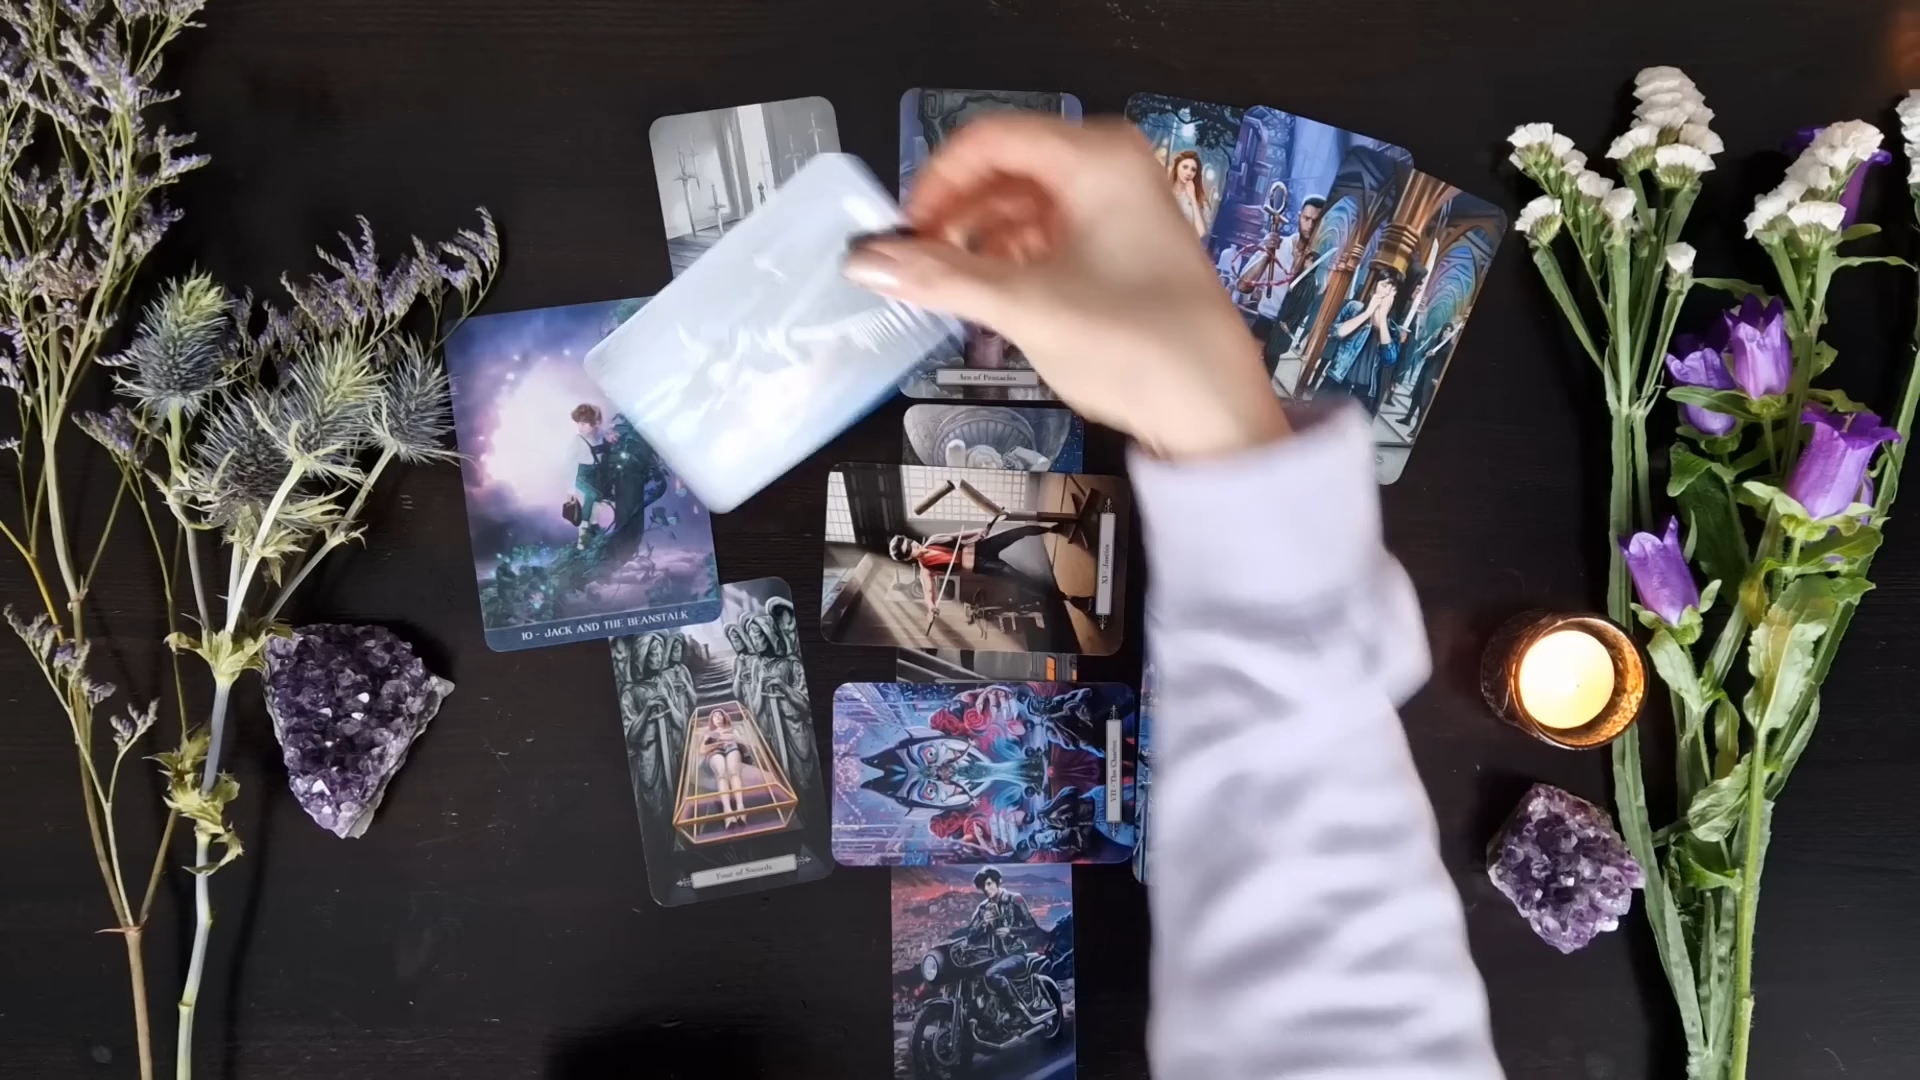 Ace of Pentacles
XI - Justice
10 - JACK AND THE BEANSTALK
VII - The Chariot
Four of Swords